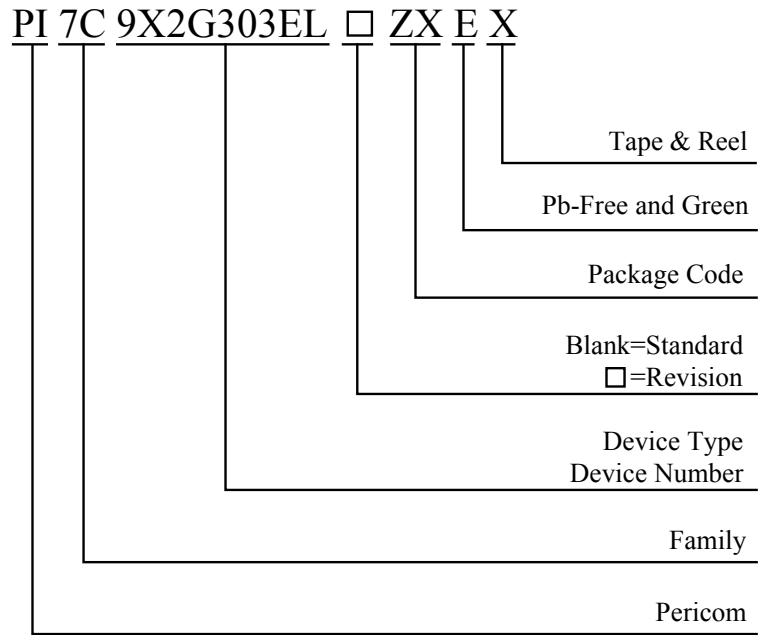 PI 7C 9X2G303EL □ ZX E X
Tape & Reel
Pb-Free and Green
Package Code
Blank=Standard
□=Revision
Device Type
Device Number
Family
Pericom